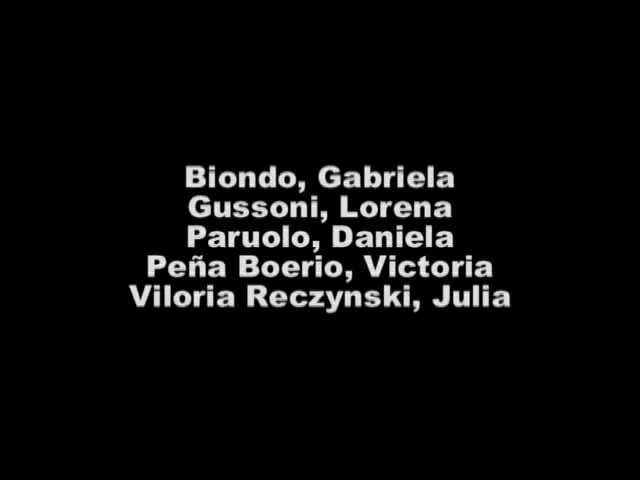 Biondo, Gabriela
Gussoni, Lorena
Paruolo, Daniela
Peña Boerio, Victoria
Viloria Reczynski, Julia